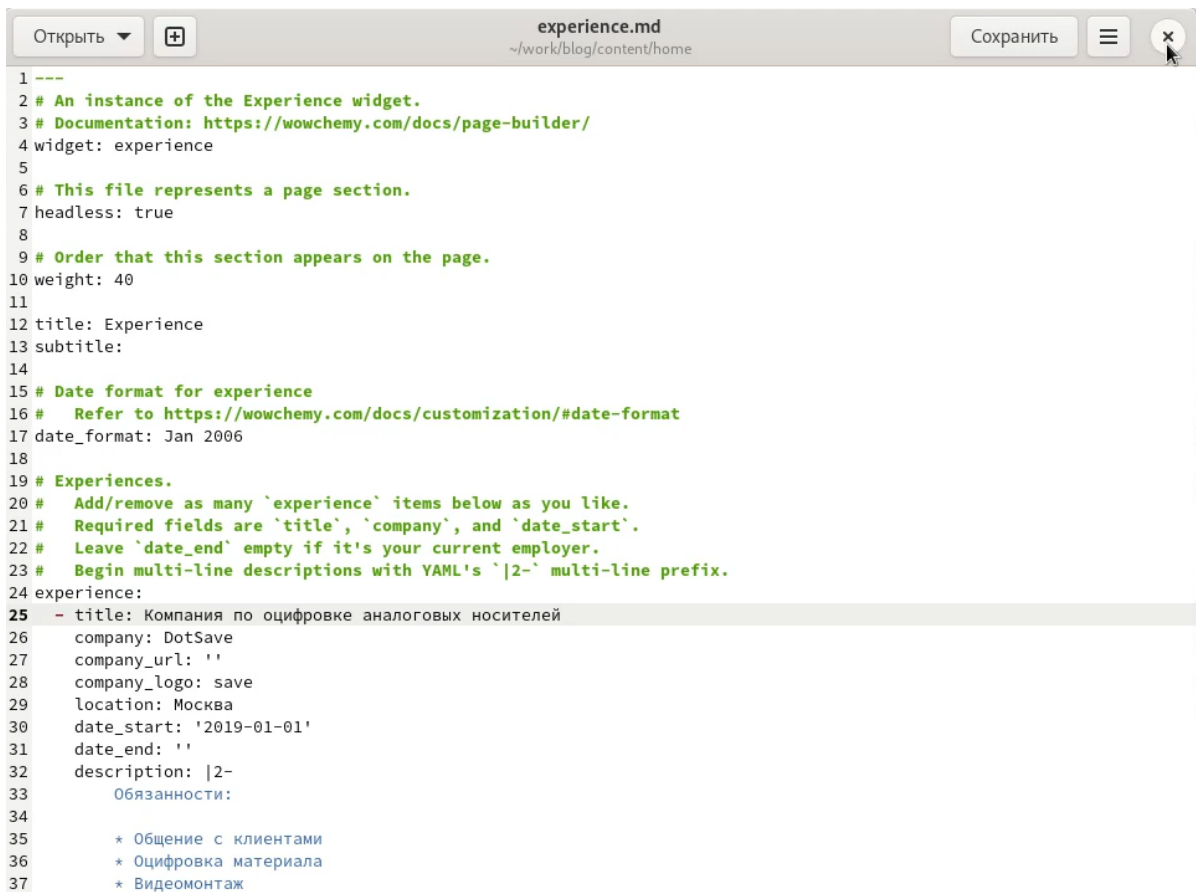 Открыть
experience.md
~/work/blog/content/home
Сохранить
1 ---
2 # An instance of the Experience widget.
3 # Documentation: https://wowchemy.com/docs/page-builder/
4 widget: experience
5
6 # This file represents a page section.
7 headless: true
8
9 # Order that this section appears on the page.
10 weight: 40
11
12 title: Experience
13 subtitle:
14
15 # Date format for experience
16 #   Refer to https://wowchemy.com/docs/customization/#date-format
17 date_format: Jan 2006
18
19 # Experiences.
20 #   Add/remove as many `experience` items below as you like.
21 #   Required fields are `title`, `company`, and `date_start`.
22 #   Leave `date_end` empty if it's your current employer.
23 #   Begin multi-line descriptions with YAML's `|2-` multi-line prefix.
24 experience:
25   - title: Компания по оцифровке аналоговых носителей
26     company: DotSave
27     company_url: ''
28     company_logo: save
29     location: Москва
30     date_start: '2019-01-01'
31     date_end: ''
32     description: |2-
33         Обязанности:
34
35         * Общение с клиентами
36         * Оцифровка материала
37         * Видеомонтаж